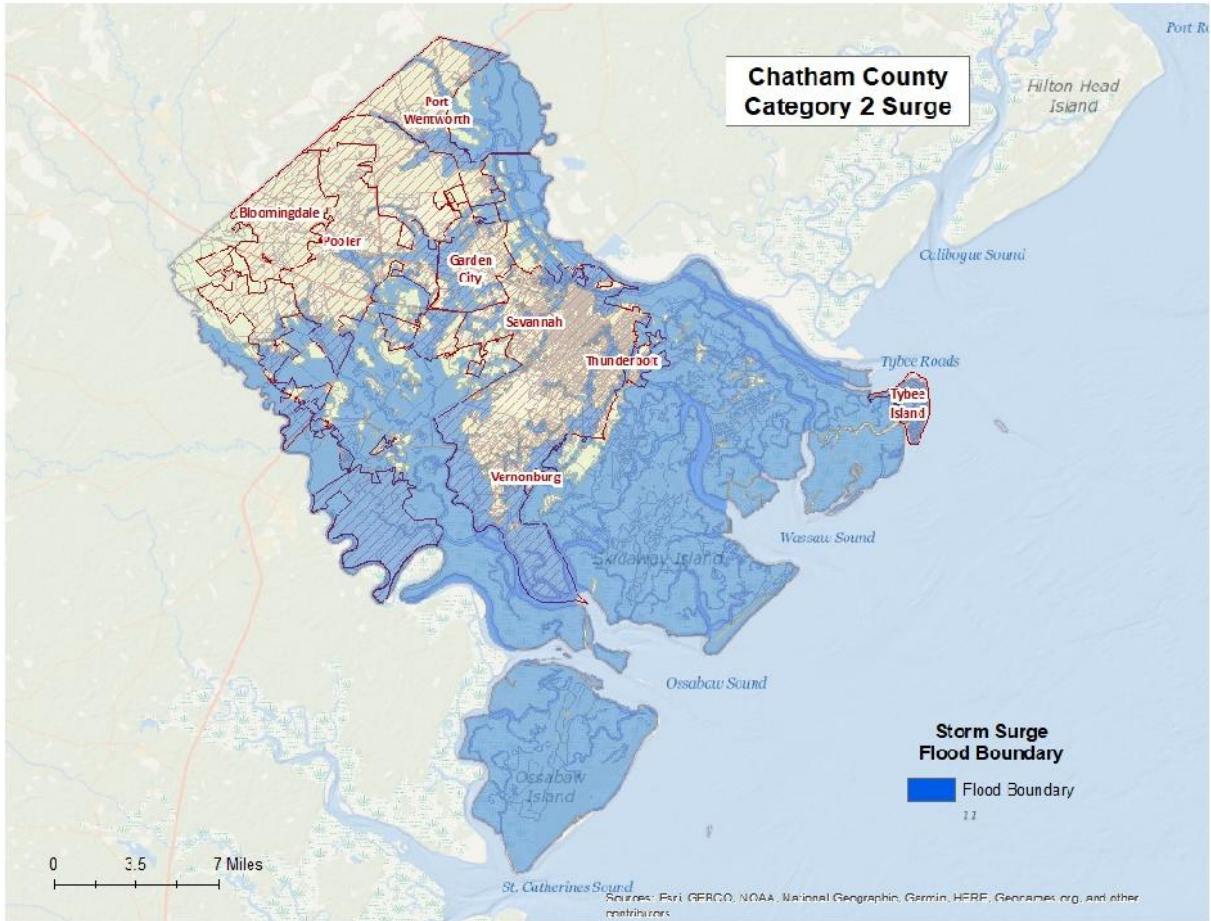 Port Ro
Chatham County
Category 2 Surge
Hilton Head
Island
Port
Wentworth
Bloomingdale
Pooler
Garden
City
Calibogue Sound
Savannah
Thunderbolt
Tybee Roads
Tybee
Island
Vernonburg
Wassaw Sound
Skidaway Island
Ossabaw Sound
Storm Surge
Flood Boundary
Flood Boundary
11
Ossabaw
Island
0 3.5 7 Miles
St. Catherines Sound
Sources: Esri, GEBCO, NOAA, National Geographic, Garmin, HERE, Geonames.org, and other
contributors